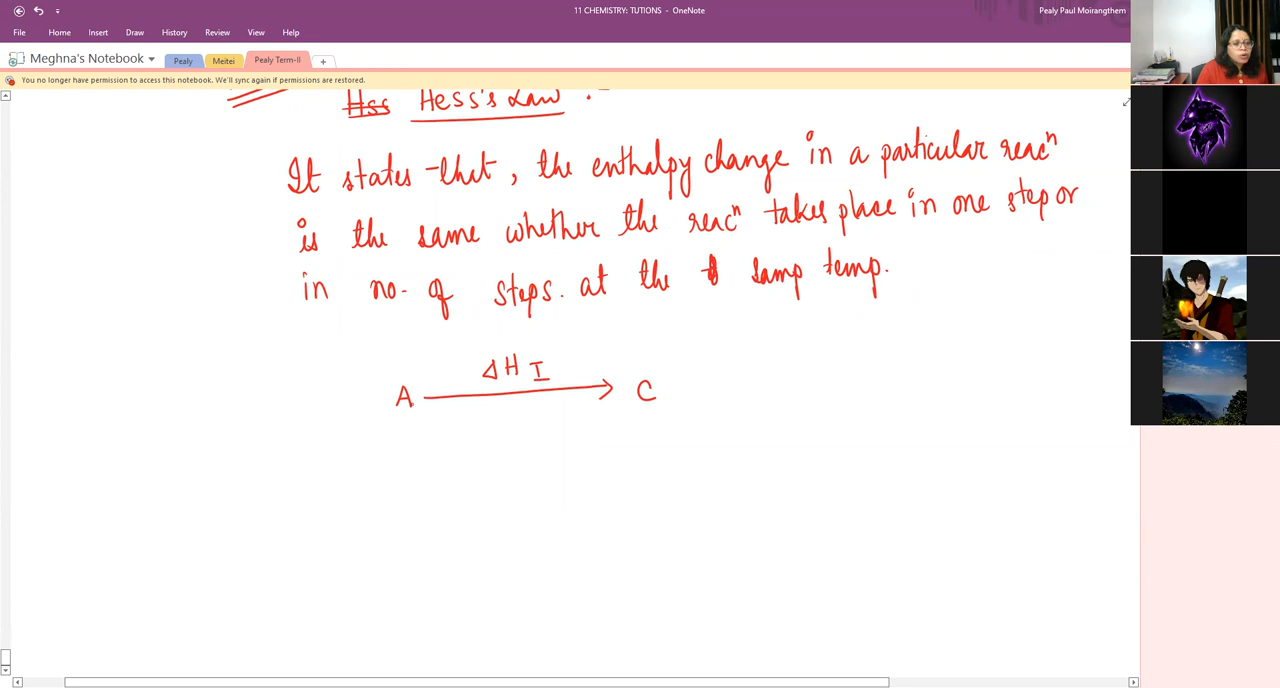 11 CHEMISTRY: TUTIONS - OneNote
Pealy Paul Moirangthem
File Home Insert Draw History Review View Help
Meghna's Notebook Pealy Meitei Pealy Term-II
You no longer have permission to access this notebook. We'll sync again if permissions are restored.
Hss Hess's Law :-
It states that, the enthalpy change in a particular reacⁿ
is the same whether the reacⁿ takes place in one step or
in no. of steps. at the samp temp.
ΔH I
A → C